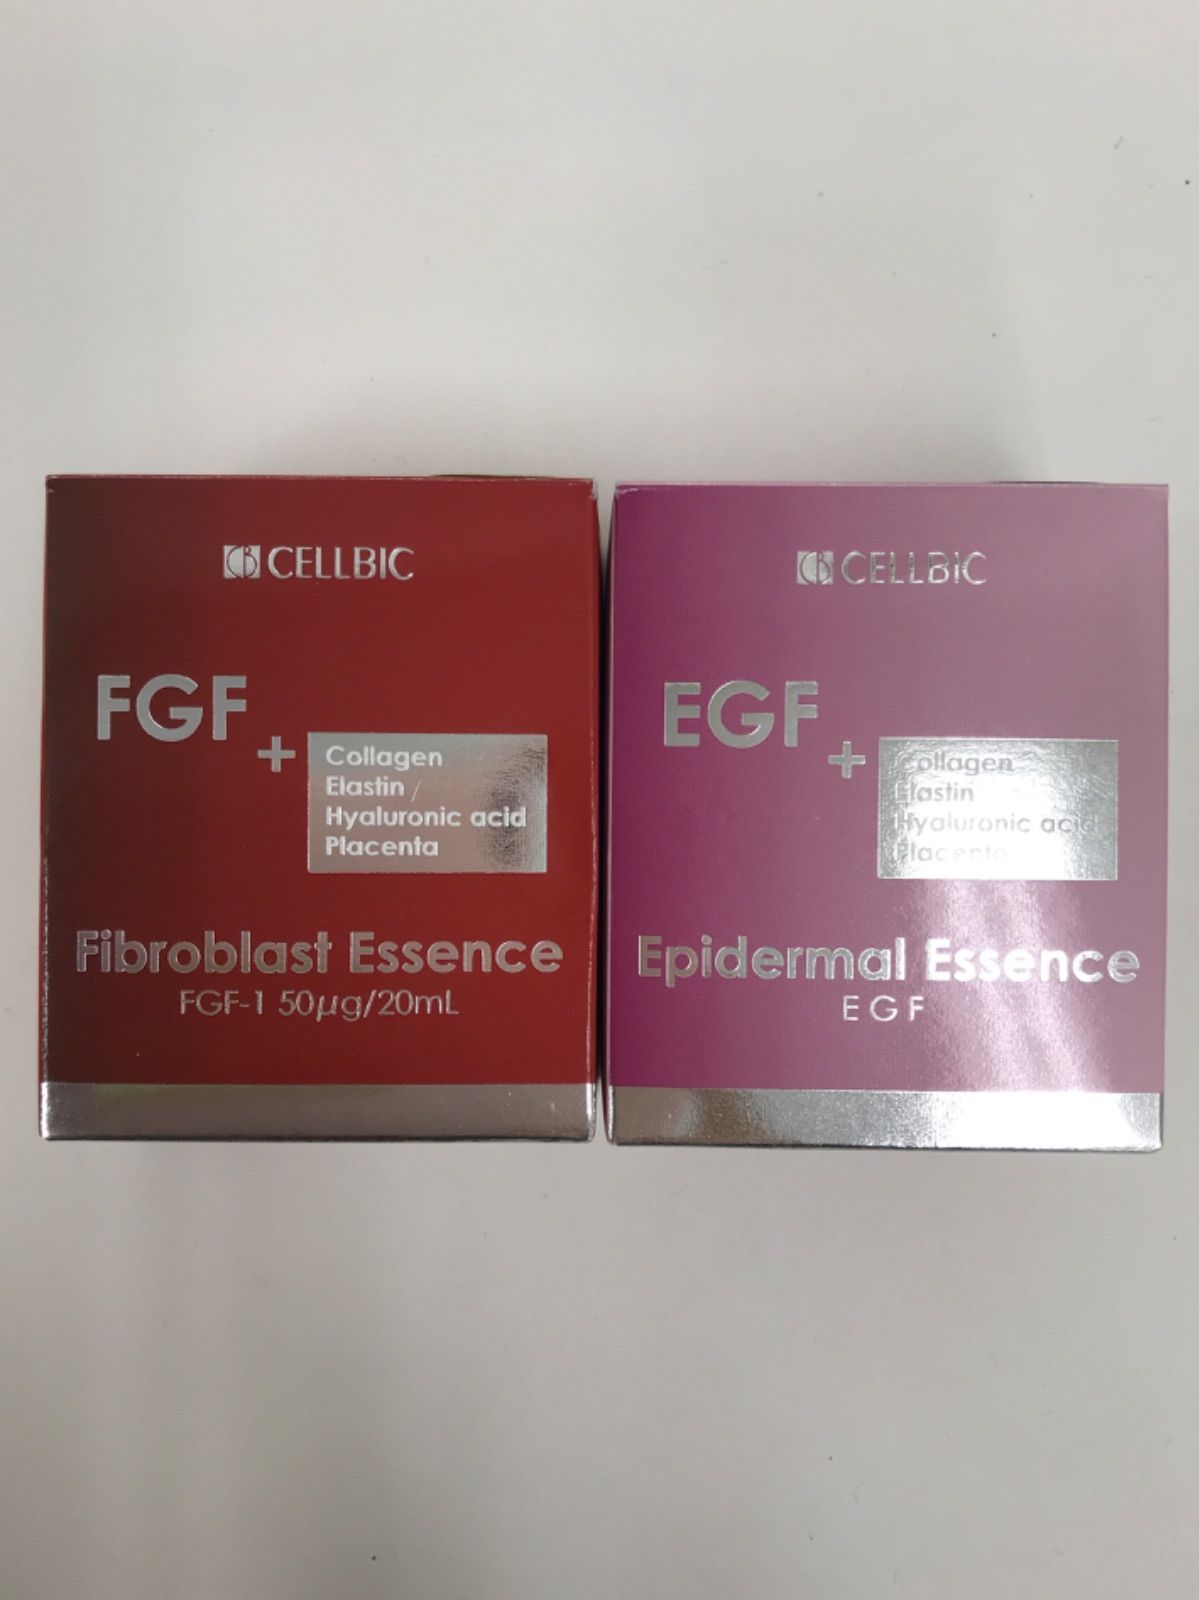 CELLBIC
FGF
+
Collagen
Elastin
Hyaluronic acid
Placenta
Fibroblast Essence
FGF-1 50μg/20mL
CELLBIC
EGF
+
Collagen
Elastin
Hyaluronic acid
Placenta
Epidermal Essence
EGF